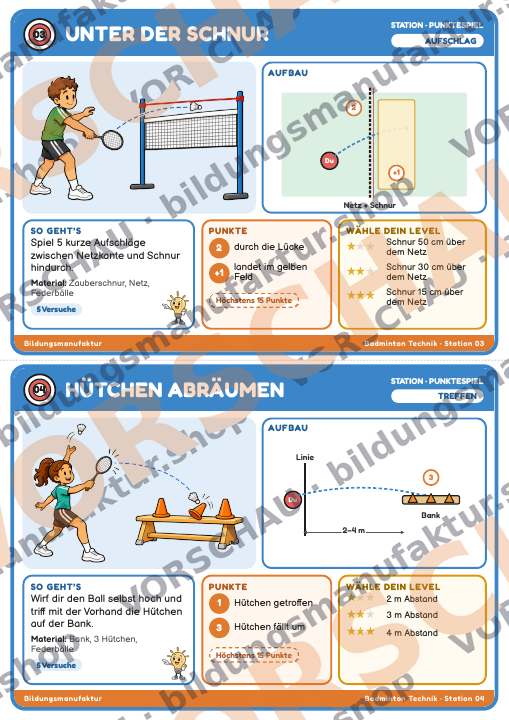 03
UNTER DER SCHNUR
STATION · PUNKTESPIEL
AUFSCHLAG
AUFBAU
2
Du
+1
Netz + Schnur
SO GEHT'S
Spiel 5 kurze Aufschläge
zwischen Netzkante und Schnur
hindurch.
Material: Zauberschnur, Netz,
Federbälle
5 Versuche
PUNKTE
2 durch die Lücke
+1 landet im gelben
Feld
Höchstens 15 Punkte
WÄHLE DEIN LEVEL
Schnur 50 cm über
dem Netz
Schnur 30 cm über
dem Netz
Schnur 15 cm über
dem Netz
Bildungsmanufaktur
Badminton Technik · Station 03
04
HÜTCHEN ABRÄUMEN
STATION · PUNKTESPIEL
TREFFEN
AUFBAU
Linie
Du
3
Bank
2–4 m
SO GEHT'S
Wirf dir den Ball selbst hoch und
triff mit der Vorhand die Hütchen
auf der Bank.
Material: Bank, 3 Hütchen,
Federbälle
5 Versuche
PUNKTE
1 Hütchen getroffen
3 Hütchen fällt um
Höchstens 15 Punkte
WÄHLE DEIN LEVEL
2 m Abstand
3 m Abstand
4 m Abstand
Bildungsmanufaktur
Badminton Technik · Station 04
VORSCHAU · bildungsmanufaktur.shop
VORSCHAU